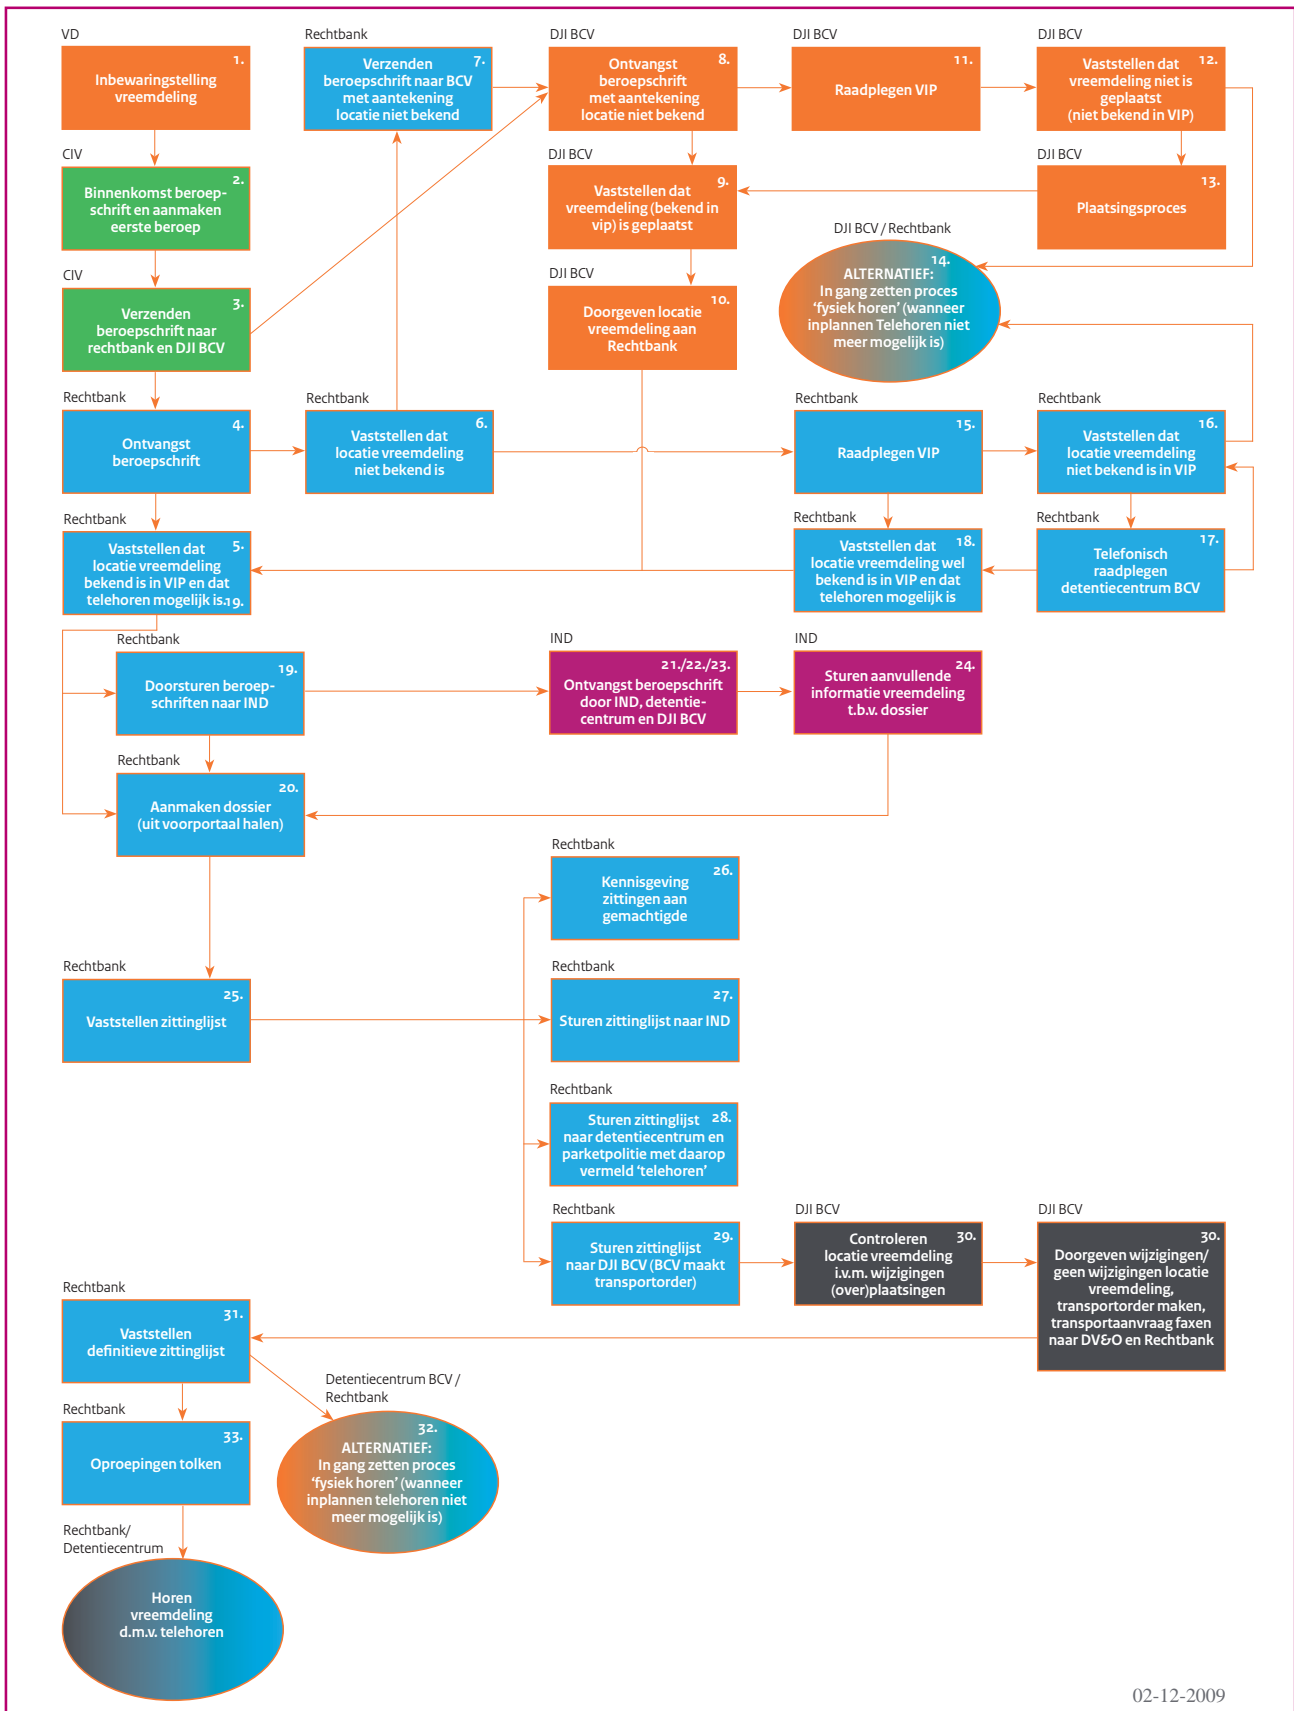 VD
1.
Inbewaringstelling
vreemdeling
Rechtbank
7.
Verzenden
beroepschrift naar BCV
met aantekening
locatie niet bekend
DJI BCV
8.
Ontvangst
beroepschrift
met aantekening
locatie niet bekend
DJI BCV
11.
Raadplegen VIP
DJI BCV
12.
Vaststellen dat
vreemdeling niet is
geplaatst
(niet bekend in VIP)
CIV
2.
Binnenkomst beroep-
schrift en aanmaken
eerste beroep
DJI BCV
9.
Vaststellen dat
vreemdeling (bekend in
vip) is geplaatst
DJI BCV
13.
Plaatsingsproces
CIV
3.
Verzenden
beroepschrift naar
rechtbank en DJI BCV
DJI BCV
10.
Doorgeven locatie
vreemdeling aan
Rechtbank
DJI BCV / Rechtbank
14.
ALTERNATIEF:
In gang zetten proces
‘fysiek horen’ (wanneer
inplannen Telehoren niet
meer mogelijk is)
Rechtbank
4.
Ontvangst
beroepschrift
Rechtbank
6.
Vaststellen dat
locatie vreemdeling
niet bekend is
Rechtbank
15.
Raadplegen VIP
Rechtbank
16.
Vaststellen dat
locatie vreemdeling
niet bekend is in VIP
Rechtbank
5.
Vaststellen dat
locatie vreemdeling
bekend is in VIP en dat
telehoren mogelijk is.19.
Rechtbank
18.
Vaststellen dat
locatie vreemdeling wel
bekend is in VIP en dat
telehoren mogelijk is
Rechtbank
17.
Telefonisch
raadplegen
detentiecentrum BCV
Rechtbank
19.
Doorsturen beroep-
schriften naar IND
IND
21./22./23.
Ontvangst beroepschrift
door IND, detentie-
centrum en DJI BCV
IND
24.
Sturen aanvullende
informatie vreemdeling
t.b.v. dossier
Rechtbank
20.
Aanmaken dossier
(uit voorportaal halen)
Rechtbank
26.
Kennisgeving
zittingen aan
gemachtigde
Rechtbank
25.
Vaststellen zittinglijst
Rechtbank
27.
Sturen zittinglijst naar IND
Rechtbank
28.
Sturen zittinglijst
naar detentiecentrum en
parketpolitie met daarop
vermeld ‘telehoren’
Rechtbank
29.
Sturen zittinglijst
naar DJI BCV (BCV maakt
transportorder)
DJI BCV
30.
Controleren
locatie vreemdeling
i.v.m. wijzigingen
(over)plaatsingen
DJI BCV
30.
Doorgeven wijzigingen/
geen wijzigingen locatie
vreemdeling,
transportorder maken,
transportaanvraag faxen
naar DV&O en Rechtbank
Rechtbank
31.
Vaststellen
definitieve zittinglijst
Detentiecentrum BCV /
Rechtbank
32.
ALTERNATIEF:
In gang zetten proces
‘fysiek horen’ (wanneer
inplannen telehoren niet
meer mogelijk is)
Rechtbank
33.
Oproepingen tolken
Rechtbank/
Detentiecentrum
Horen
vreemdeling
d.m.v. telehoren
02-12-2009